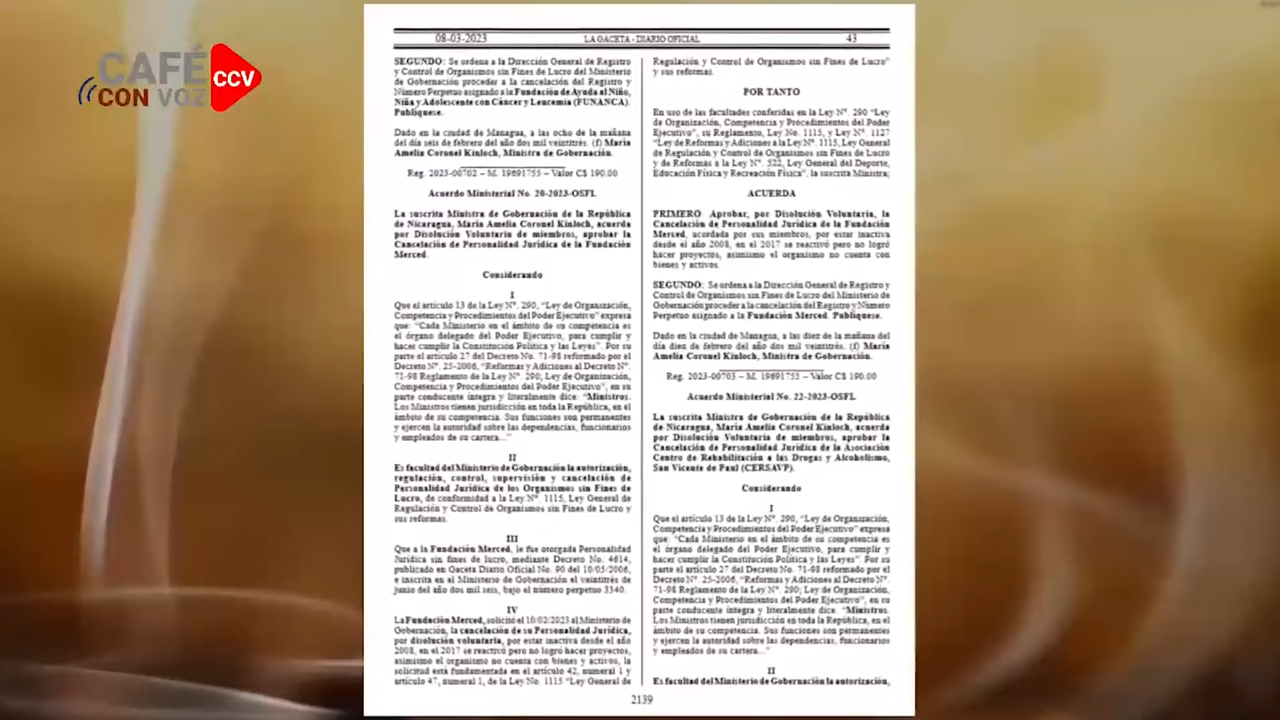 CAFÉ
CON VOZ
CCV
08-03-2023
LA GACETA - DIARIO OFICIAL
43
SEGUNDO: Se ordena a la Dirección General de Registro
y Control de Organismos sin Fines de Lucro del Ministerio
de Gobernación proceder a la cancelación del Registro y
Número Perpetuo asignado a la Fundación de Ayuda al Niño,
Niña y Adolescente con Cáncer y Leucemia (FUNANCA).
Publíquese.
Dado en la ciudad de Managua, a las ocho de la mañana
del día seis de febrero del año dos mil veintitrés. (f) María
Amelia Coronel Kinloch, Ministra de Gobernación.
Reg. 2023-00702 – M. 19691755 – Valor C$ 190.00
Acuerdo Ministerial No. 20-2023-OSFL
La suscrita Ministra de Gobernación de la República
de Nicaragua, María Amelia Coronel Kinloch, acuerda
por Disolución Voluntaria de miembros, aprobar la
Cancelación de Personalidad Jurídica de la Fundación
Merced.
Considerando
I
Que el artículo 13 de la Ley Nº. 290, "Ley de Organización,
Competencia y Procedimientos del Poder Ejecutivo" expresa
que: "Cada Ministerio en el ámbito de su competencia es
el órgano delegado del Poder Ejecutivo, para cumplir y
hacer cumplir la Constitución Política y las Leyes". Por su
parte el artículo 27 del Decreto No. 71-98 reformado por el
Decreto Nº. 25-2006, "Reformas y Adiciones al Decreto Nº.
71-98 Reglamento de la Ley Nº. 290; Ley de Organización,
Competencia y Procedimientos del Poder Ejecutivo", en su
parte conducente íntegra y literalmente dice: "Ministros.
Los Ministros tienen jurisdicción en toda la República, en el
ámbito de su competencia. Sus funciones son permanentes
y ejercen la autoridad sobre las dependencias, funcionarios
y empleados de su cartera..."
II
Es facultad del Ministerio de Gobernación la autorización,
regulación, control, supervisión y cancelación de
Personalidad Jurídica de los Organismos sin Fines de
Lucro, de conformidad a la Ley Nº. 1115, Ley General de
Regulación y Control de Organismos sin Fines de Lucro y
sus reformas.
III
Que a la Fundación Merced, le fue otorgada Personalidad
Jurídica sin fines de lucro, mediante Decreto No. 4614,
publicado en Gaceta Diario Oficial No. 90 del 10/05/2006,
e inscrita en el Ministerio de Gobernación el veintitrés de
junio del año dos mil seis, bajo el número perpetuo 3340.
IV
La Fundación Merced, solicitó el 10/02/2023 al Ministerio de
Gobernación, la cancelación de su Personalidad Jurídica,
por disolución voluntaria, por estar inactiva desde el año
2008, en el 2017 se reactivó pero no logró hacer proyectos,
asimismo el organismo no cuenta con bienes y activos, la
solicitud está fundamentada en el artículo 42, numeral 1 y
artículo 47, numeral 1, de la Ley No. 1115 "Ley General de
Regulación y Control de Organismos sin Fines de Lucro"
y sus reformas.
POR TANTO
En uso de las facultades conferidas en la Ley Nº. 290 "Ley
de Organización, Competencia y Procedimientos del Poder
Ejecutivo", su Reglamento, Ley No. 1115, y Ley Nº. 1127
"Ley de Reformas y Adiciones a la Ley Nº. 1115, Ley General
de Regulación y Control de Organismos sin Fines de Lucro
y de Reformas a la Ley Nº. 522, Ley General del Deporte,
Educación Física y Recreación Física", la suscrita Ministra;
ACUERDA
PRIMERO Aprobar, por Disolución Voluntaria, la
Cancelación de Personalidad Jurídica de la Fundación
Merced, acordada por sus miembros, por estar inactiva
desde el año 2008, en el 2017 se reactivó pero no logró
hacer proyectos, asimismo el organismo no cuenta con
bienes y activos.
SEGUNDO: Se ordena a la Dirección General de Registro y
Control de Organismos sin Fines de Lucro del Ministerio de
Gobernación proceder a la cancelación del Registro y Número
Perpetuo asignado a la Fundación Merced. Publíquese.
Dado en la ciudad de Managua, a las diez de la mañana del
día diez de febrero del año dos mil veintitrés. (f) María
Amelia Coronel Kinloch, Ministra de Gobernación.
Reg. 2023-00703 – M. 19691755 – Valor C$ 190.00
Acuerdo Ministerial No. 22-2023-OSFL
La suscrita Ministra de Gobernación de la República
de Nicaragua, María Amelia Coronel Kinloch, acuerda
por Disolución Voluntaria de miembros, aprobar la
Cancelación de Personalidad Jurídica de la Asociación
Centro de Rehabilitación a las Drogas y Alcoholismo,
San Vicente de Paul (CERSAVP).
Considerando
I
Que el artículo 13 de la Ley Nº. 290, "Ley de Organización,
Competencia y Procedimientos del Poder Ejecutivo" expresa
que: "Cada Ministerio en el ámbito de su competencia es
el órgano delegado del Poder Ejecutivo, para cumplir y
hacer cumplir la Constitución Política y las Leyes". Por su
parte el artículo 27 del Decreto No. 71-98 reformado por el
Decreto Nº. 25-2006, "Reformas y Adiciones al Decreto Nº.
71-98 Reglamento de la Ley Nº. 290; Ley de Organización,
Competencia y Procedimientos del Poder Ejecutivo", en su
parte conducente íntegra y literalmente dice: "Ministros.
Los Ministros tienen jurisdicción en toda la República, en el
ámbito de su competencia. Sus funciones son permanentes
y ejercen la autoridad sobre las dependencias, funcionarios
y empleados de su cartera..."
II
Es facultad del Ministerio de Gobernación la autorización,
2139